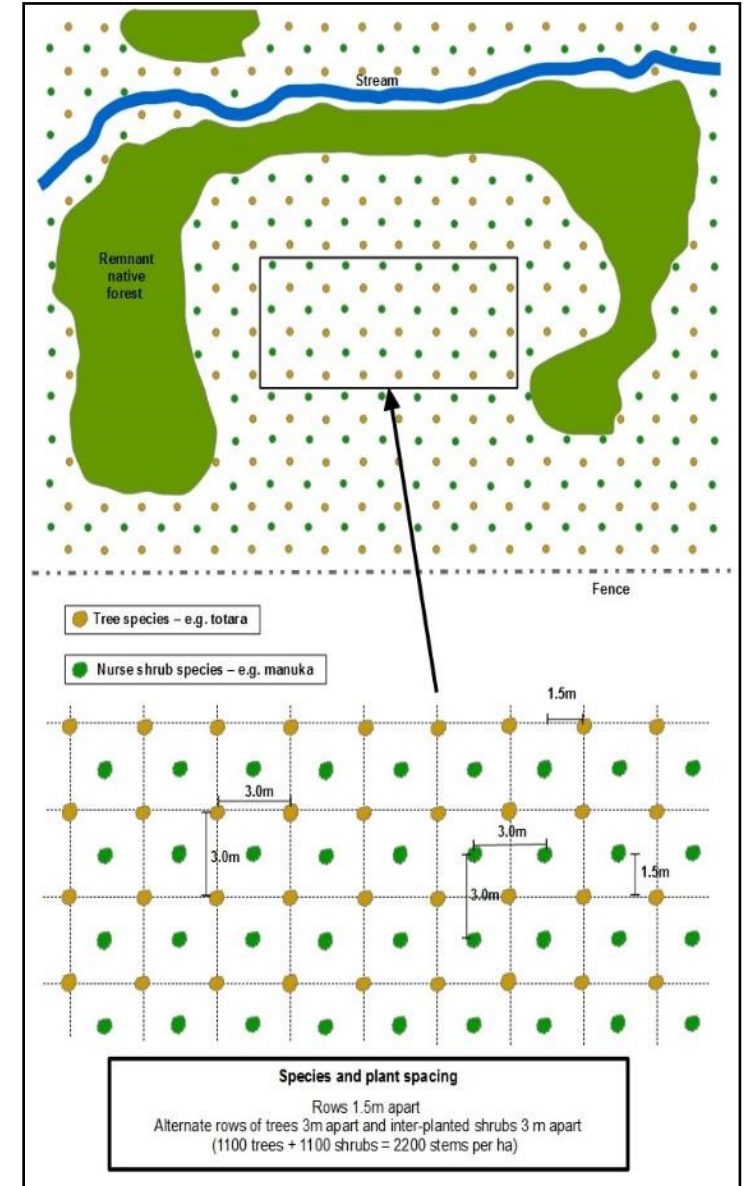 Stream
Remnant
native
forest
Fence
Tree species – e.g. totara
Nurse shrub species – e.g. manuka
1.5m
3.0m
3.0m
3.0m
1.5m
3.0m
Species and plant spacing
Rows 1.5m apart
Alternate rows of trees 3m apart and inter-planted shrubs 3 m apart
(1100 trees + 1100 shrubs = 2200 stems per ha)